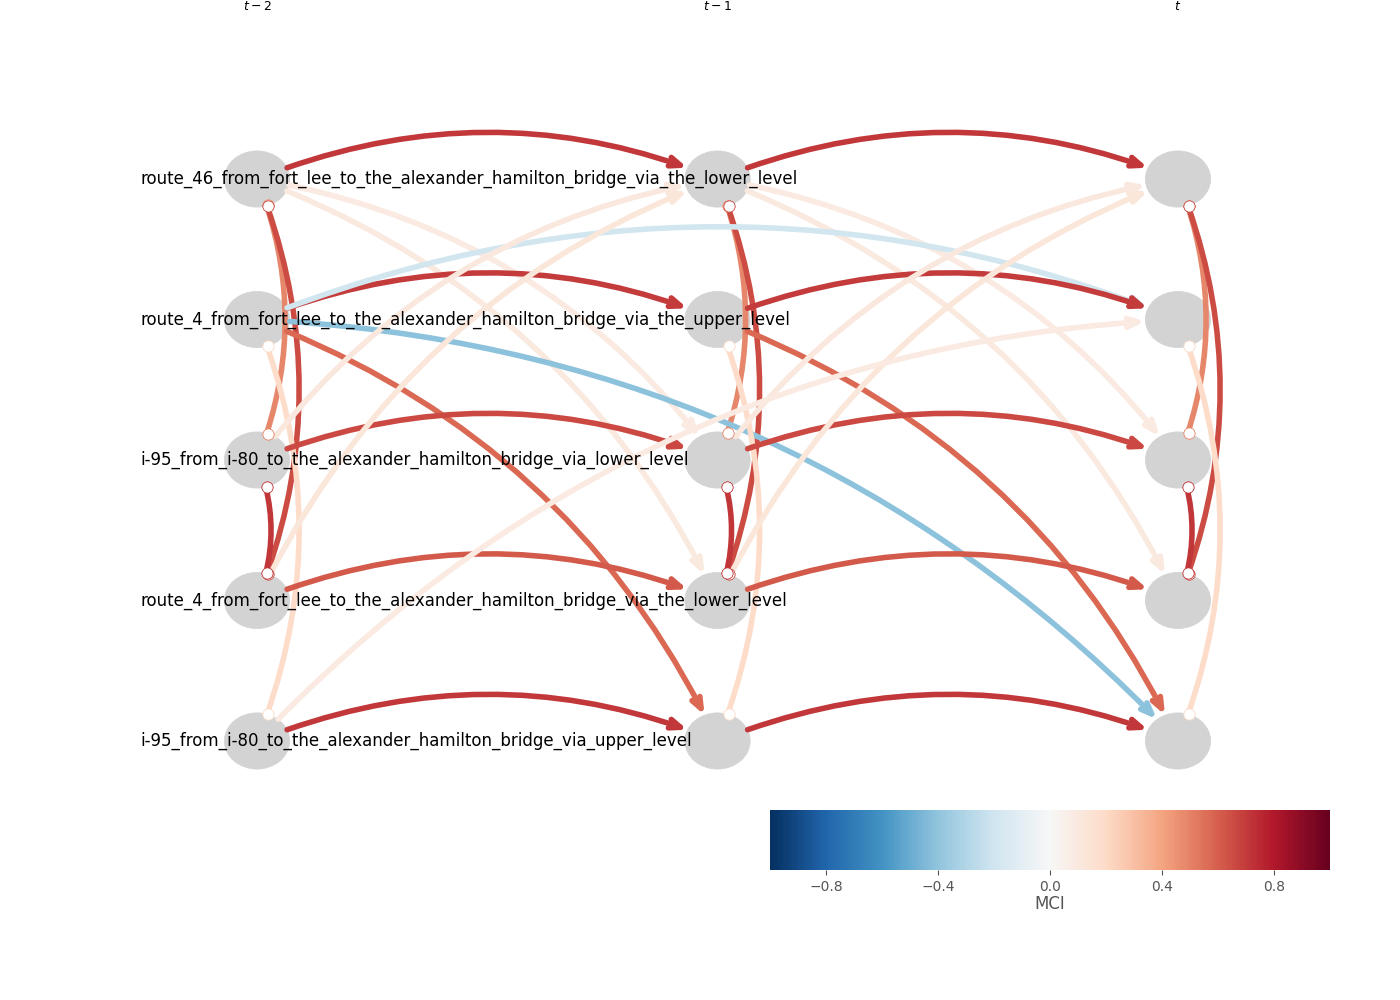 t − 2 t − 1 t
route_46_from_fort_lee_to_the_alexander_hamilton_bridge_via_the_lower_level
route_4_from_fort_lee_to_the_alexander_hamilton_bridge_via_the_upper_level
i-95_from_i-80_to_the_alexander_hamilton_bridge_via_lower_level
route_4_from_fort_lee_to_the_alexander_hamilton_bridge_via_the_lower_level
i-95_from_i-80_to_the_alexander_hamilton_bridge_via_upper_level
−0.8 −0.4 0.0 0.4 0.8
MCI